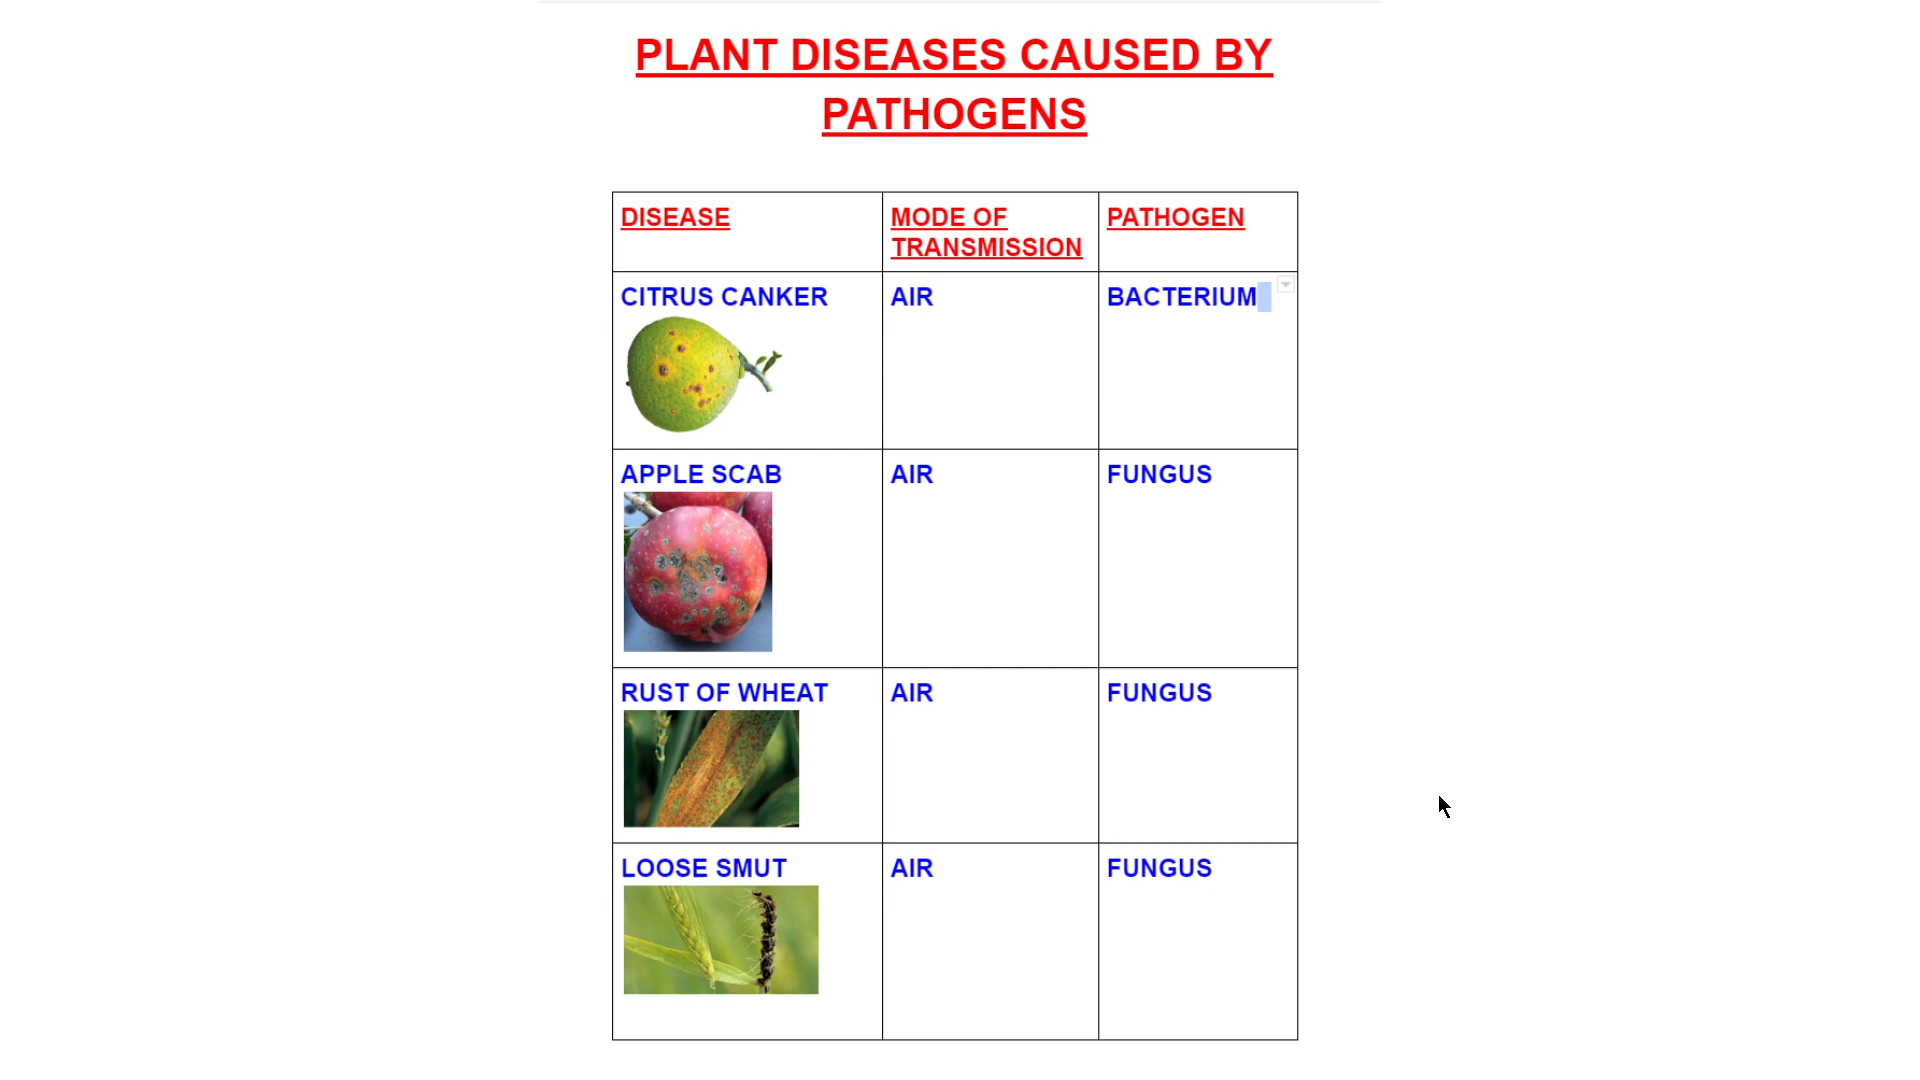 PLANT DISEASES CAUSED BY
PATHOGENS
DISEASE
MODE OF
TRANSMISSION
PATHOGEN
CITRUS CANKER
AIR
BACTERIUM
APPLE SCAB
AIR
FUNGUS
RUST OF WHEAT
AIR
FUNGUS
LOOSE SMUT
AIR
FUNGUS